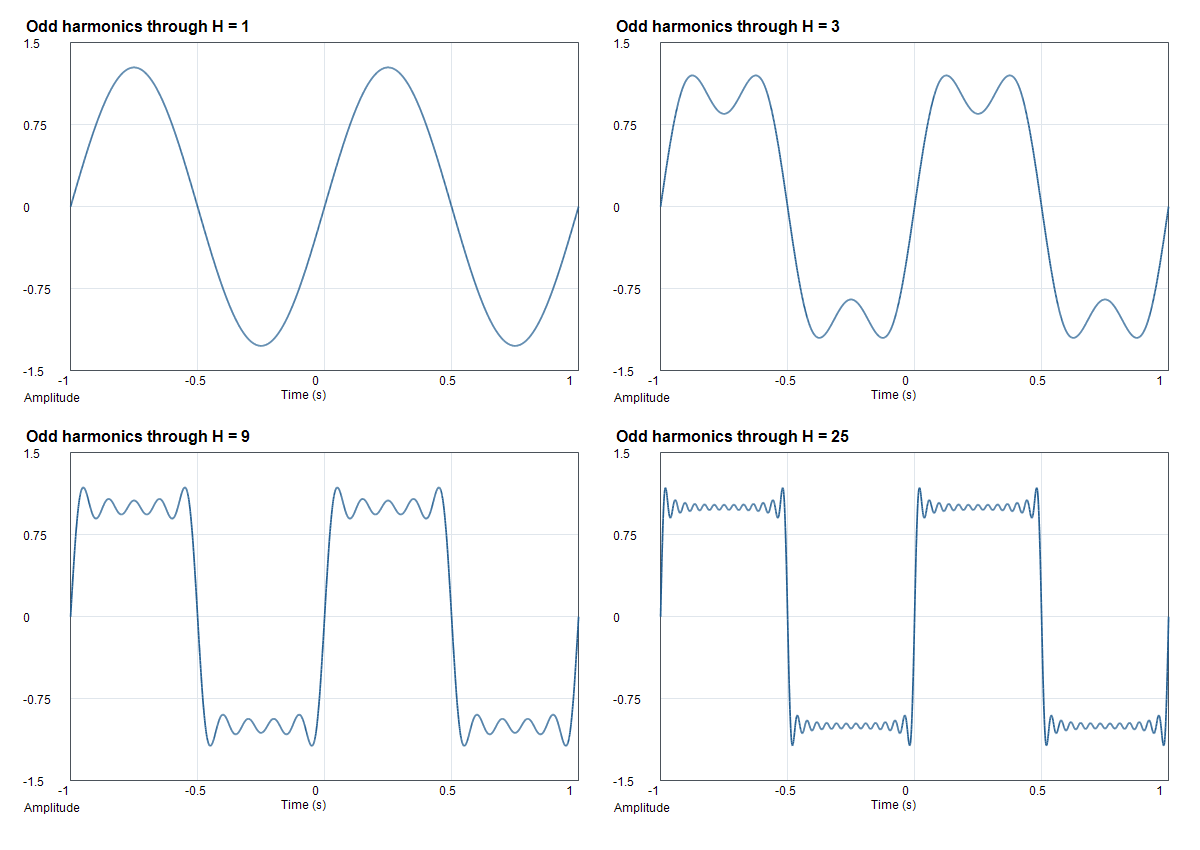 Odd harmonics through H = 1
1.5
0.75
0
-0.75
-1.5
-1 -0.5 0 0.5 1
Time (s)
Amplitude
Odd harmonics through H = 3
1.5
0.75
0
-0.75
-1.5
-1 -0.5 0 0.5 1
Time (s)
Amplitude
Odd harmonics through H = 9
1.5
0.75
0
-0.75
-1.5
-1 -0.5 0 0.5 1
Time (s)
Amplitude
Odd harmonics through H = 25
1.5
0.75
0
-0.75
-1.5
-1 -0.5 0 0.5 1
Time (s)
Amplitude